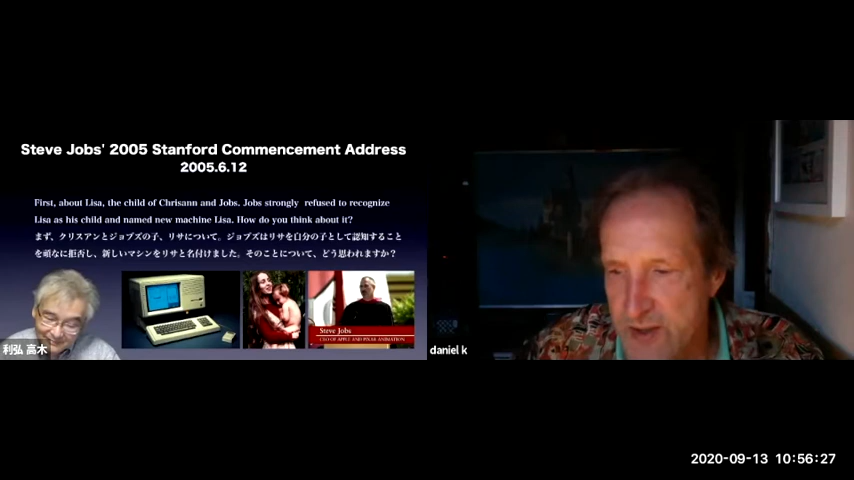 Steve Jobs' 2005 Stanford Commencement Address
2005.6.12
First, about Lisa, the child of Chrisann and Jobs. Jobs strongly refused to recognize
Lisa as his child and named new machine Lisa. How do you think about it?
まず、クリスアンとジョブズの子、リサについて。ジョブズはリサを自分の子として認知すること
を頑なに拒否し、新しいマシンをリサと名付けました。そのことについて、どう思われますか？
Steve Jobs
CEO OF APPLE AND PIXAR ANIMATION
利弘 高木
daniel k
2020-09-13 10:56:27